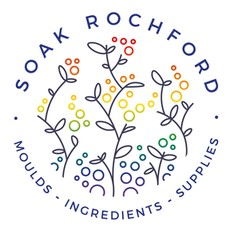 SOAK ROCHFORD
MOULDS - INGREDIENTS - SUPPLIES